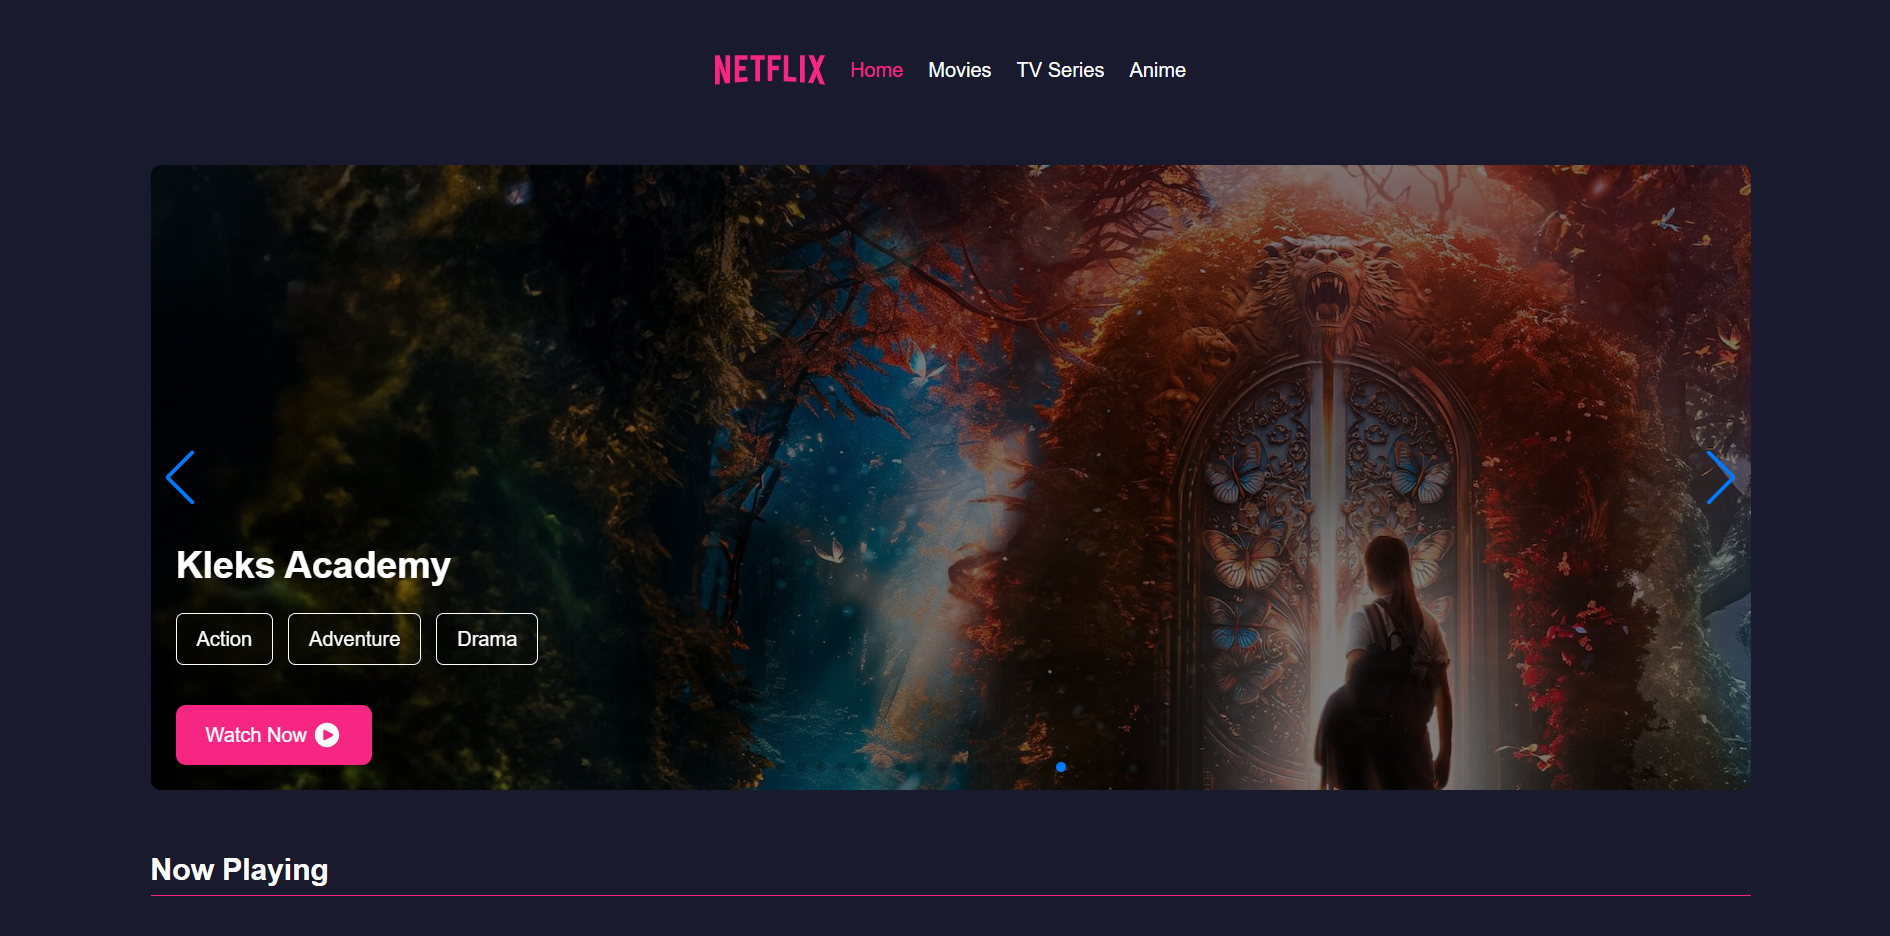 NETFLIX Home Movies TV Series Anime
Kleks Academy
Action Adventure Drama
Watch Now
Now Playing